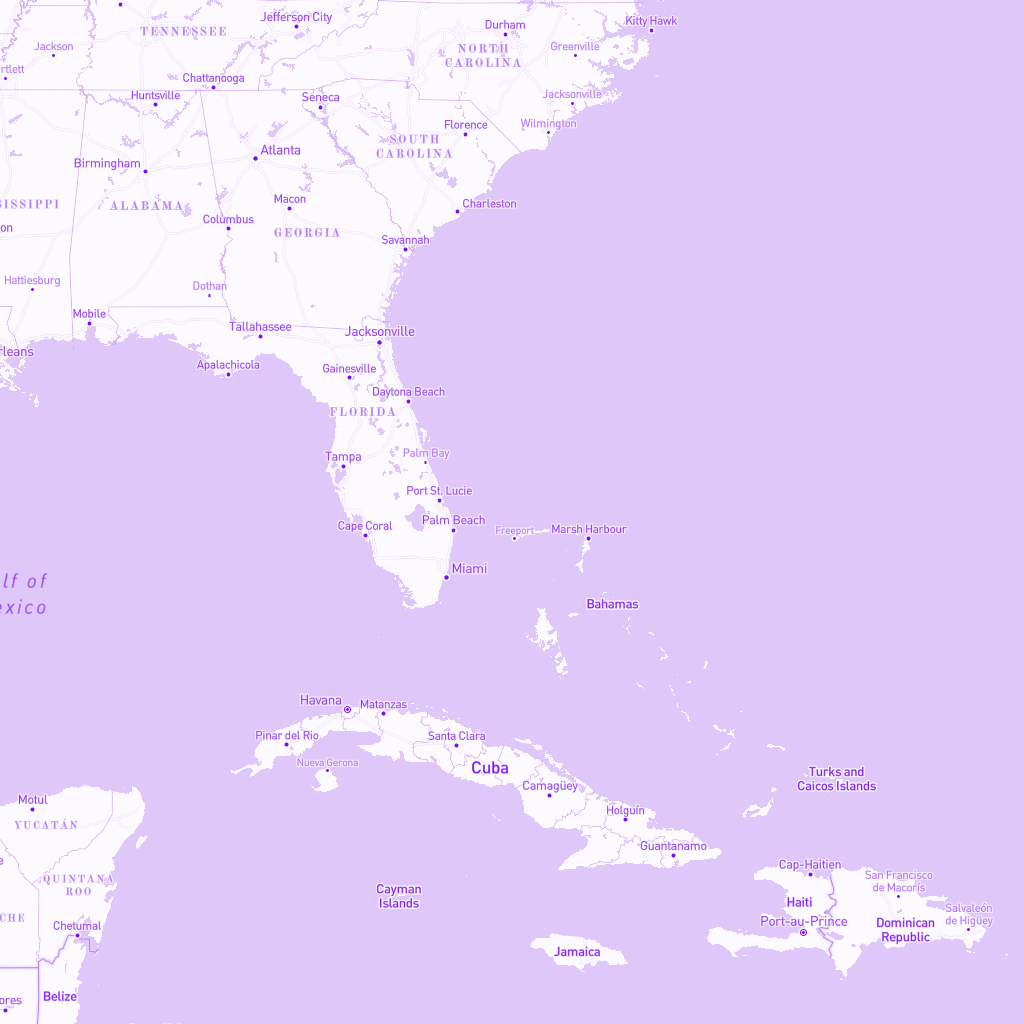 Jefferson City
Kitty Hawk
Durham
TENNESSEE
Jackson
NORTH
CAROLINA
Greenville
rtlett
Chattanooga
Huntsville
Seneca
Jacksonville
Florence
Wilmington
SOUTH
CAROLINA
Atlanta
Birmingham
Macon
SISSIPPI
ALABAMA
Charleston
Columbus
on
GEORGIA
Savannah
Hattiesburg
Dothan
Mobile
Tallahassee
Jacksonville
rleans
Apalachicola
Gainesville
Daytona Beach
FLORIDA
Tampa
Palm Bay
Port St. Lucie
Cape Coral
Palm Beach
Freeport
Marsh Harbour
Miami
lf of
exico
Bahamas
Havana
Matanzas
Pinar del Rio
Santa Clara
Nueva Gerona
Cuba
Turks and
Caicos Islands
Camagüey
Motul
Holguín
YUCATÁN
Guantanamo
Cap-Haitien
QUINTANA
ROO
San Francisco
de Macorís
Cayman
Islands
Haiti
CHE
Chetumal
Port-au-Prince
Salvaleón
de Higüey
Dominican
Republic
Jamaica
Belize
ores